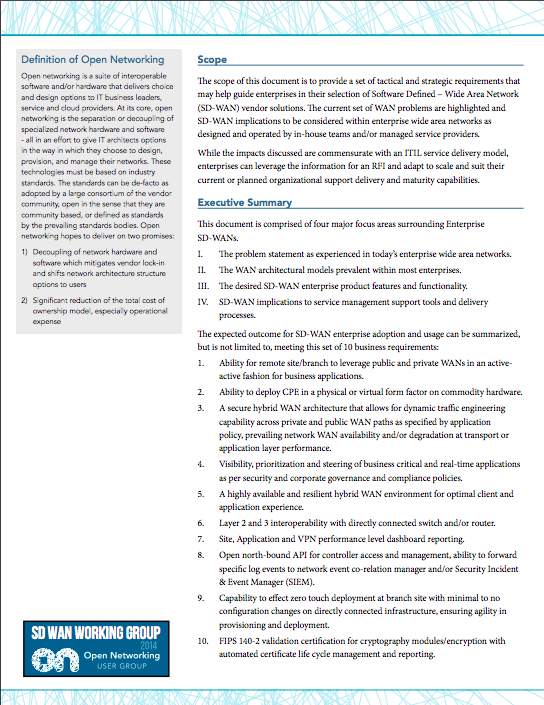 Definition of Open Networking
Open networking is a suite of interoperable
software and/or hardware that delivers choice
and design options to IT business leaders,
service and cloud providers. At its core, open
networking is the separation or decoupling of
specialized network hardware and software
- all in an effort to give IT architects options
in the way in which they choose to design,
provision, and manage their networks. These
technologies must be based on industry
standards. The standards can be de-facto as
adopted by a large consortium of the vendor
community, open in the sense that they are
community based, or defined as standards
by the prevailing standards bodies. Open
networking hopes to deliver on two promises:
1) Decoupling of network hardware and
software which mitigates vendor lock-in
and shifts network architecture structure
options to users
2) Significant reduction of the total cost of
ownership model, especially operational
expense
Scope
The scope of this document is to provide a set of tactical and strategic requirements that
may help guide enterprises in their selection of Software Defined – Wide Area Network
(SD-WAN) vendor solutions. The current set of WAN problems are highlighted and
SD-WAN implications to be considered within enterprise wide area networks as
designed and operated by in-house teams and/or managed service providers.
While the impacts discussed are commensurate with an ITIL service delivery model,
enterprises can leverage the information for an RFI and adapt to scale and suit their
current or planned organizational support delivery and maturity capabilities.
Executive Summary
This document is comprised of four major focus areas surrounding Enterprise
SD-WANs.
I. The problem statement as experienced in today's enterprise wide area networks.
II. The WAN architectural models prevalent within most enterprises.
III. The desired SD-WAN enterprise product features and functionality.
IV. SD-WAN implications to service management support tools and delivery
processes.
The expected outcome for SD-WAN enterprise adoption and usage can be summarized,
but is not limited to, meeting this set of 10 business requirements:
1. Ability for remote site/branch to leverage public and private WANs in an active-
active fashion for business applications.
2. Ability to deploy CPE in a physical or virtual form factor on commodity hardware.
3. A secure hybrid WAN architecture that allows for dynamic traffic engineering
capability across private and public WAN paths as specified by application
policy, prevailing network WAN availability and/or degradation at transport or
application layer performance.
4. Visibility, prioritization and steering of business critical and real-time applications
as per security and corporate governance and compliance policies.
5. A highly available and resilient hybrid WAN environment for optimal client and
application experience.
6. Layer 2 and 3 interoperability with directly connected switch and/or router.
7. Site, Application and VPN performance level dashboard reporting.
8. Open north-bound API for controller access and management, ability to forward
specific log events to network event co-relation manager and/or Security Incident
& Event Manager (SIEM).
9. Capability to effect zero touch deployment at branch site with minimal to no
configuration changes on directly connected infrastructure, ensuring agility in
provisioning and deployment.
10. FIPS 140-2 validation certification for cryptography modules/encryption with
automated certificate life cycle management and reporting.
SD WAN WORKING GROUP
2014
on
Open Networking
USER GROUP